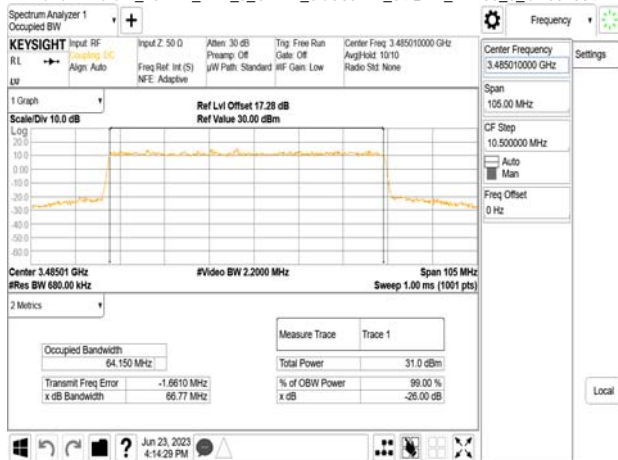 Spectrum Analyzer 1
Occupied BW
Frequency
KEYSIGHT
Input: RF
Coupling: DC
Align: Auto
RL
LXI
Input Z: 50 Ω
Freq Ref: Int (S)
NFE: Adaptive
Atten: 30 dB
Preamp: Off
µW Path: Standard
Trig: Free Run
Gate: Off
#IF Gain: Low
Center Freq: 3.485010000 GHz
Avg|Hold: 10/10
Radio Std: None
Center Frequency
3.485010000 GHz
Settings
Span
105.00 MHz
CF Step
10.500000 MHz
Auto
Man
Freq Offset
0 Hz
1 Graph
Scale/Div 10.0 dB
Ref Lvl Offset 17.28 dB
Ref Value 30.00 dBm
Log
20.0
10.0
0.00
-10.0
-20.0
-30.0
-40.0
-50.0
-60.0
Center 3.48501 GHz
#Res BW 680.00 kHz
#Video BW 2.2000 MHz
Span 105 MHz
Sweep 1.00 ms (1001 pts)
2 Metrics
Measure Trace Trace 1
Occupied Bandwidth
64.150 MHz
Total Power 31.0 dBm
Transmit Freq Error -1.6610 MHz
% of OBW Power 99.00 %
x dB Bandwidth 66.77 MHz
x dB -26.00 dB
Local
?
Jun 23, 2023
4:14:29 PM